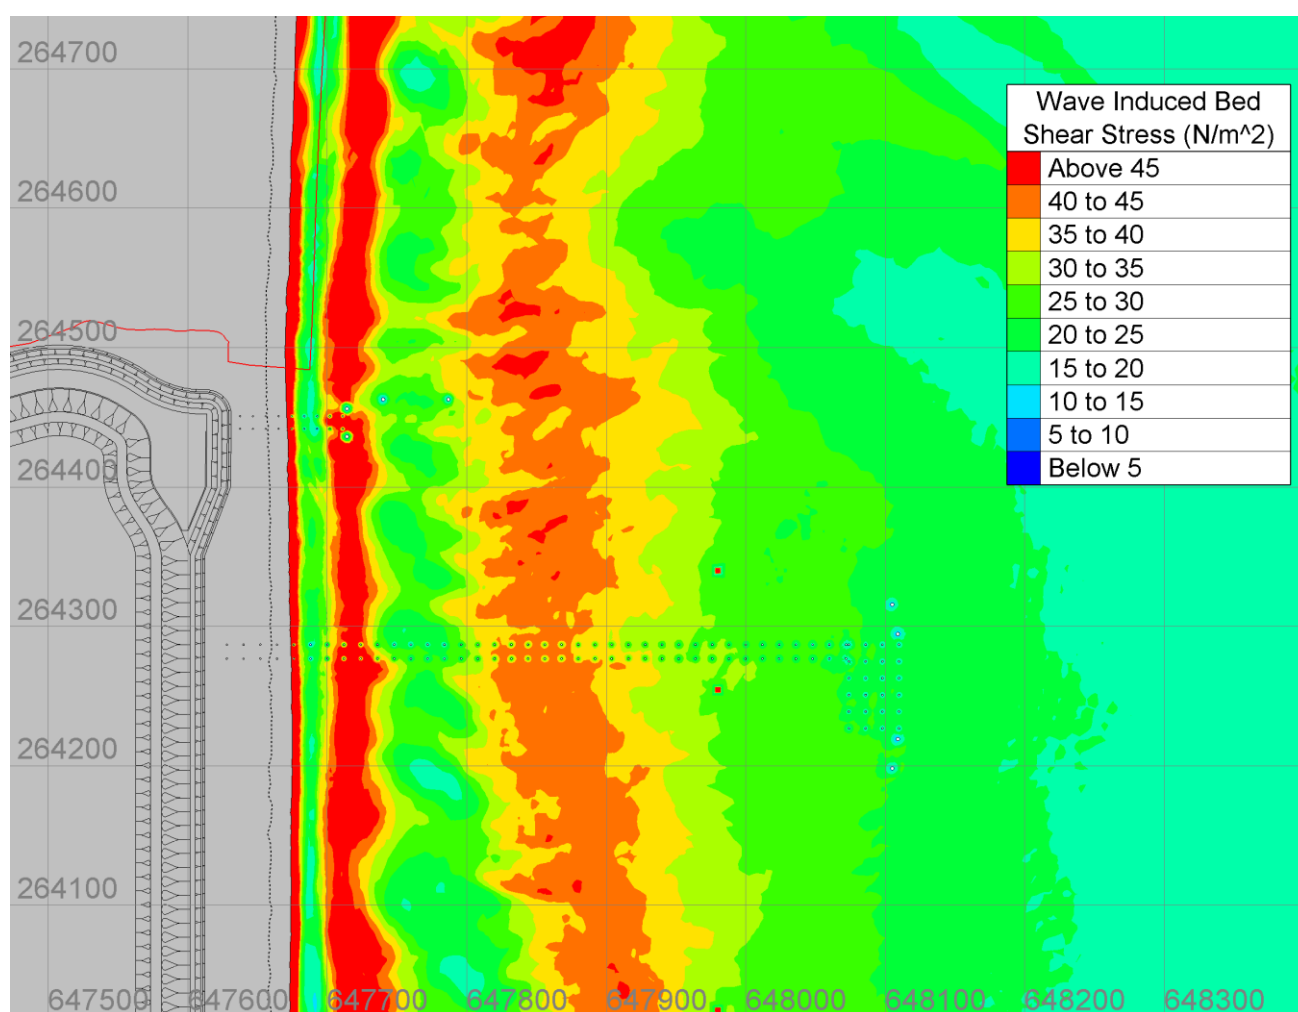 264700
Wave Induced Bed
Shear Stress (N/m^2)
Above 45
40 to 45
35 to 40
30 to 35
25 to 30
20 to 25
15 to 20
10 to 15
5 to 10
Below 5
264600
264500
264400
264300
264200
264100
647500 647600 647700 647800 647900 648000 648100 648200 648300